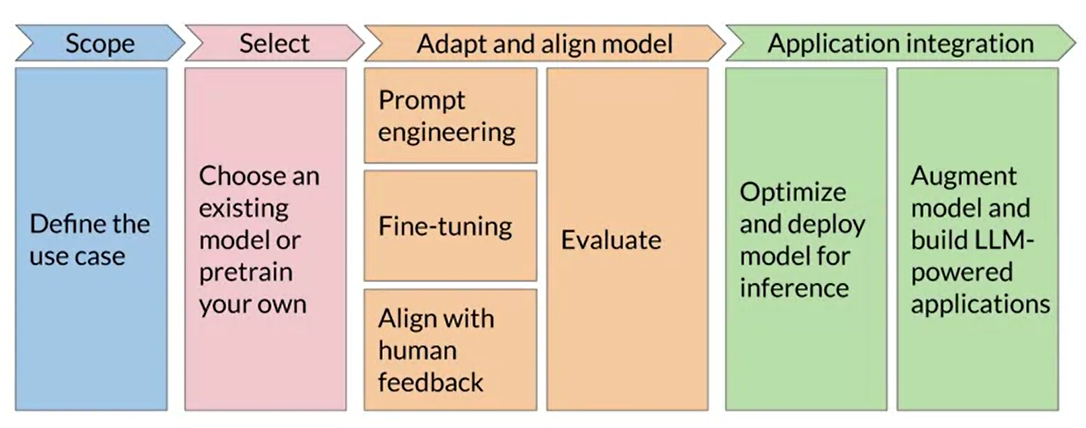 Scope
Select
Adapt and align model
Application integration
Define the
use case
Choose an
existing
model or
pretrain
your own
Prompt
engineering
Fine-tuning
Align with
human
feedback
Evaluate
Optimize
and deploy
model for
inference
Augment
model and
build LLM-
powered
applications